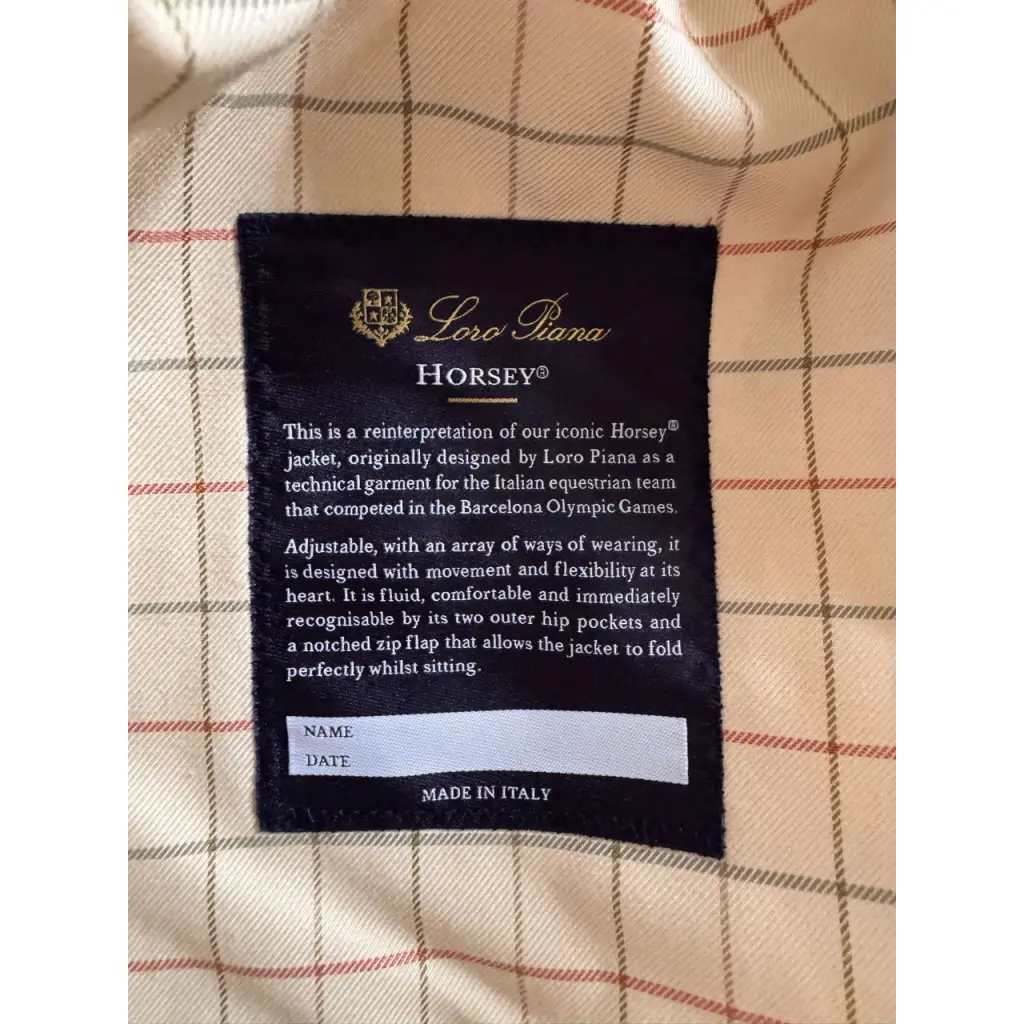 Loro Piana
HORSEY®
This is a reinterpretation of our iconic Horsey®
jacket, originally designed by Loro Piana as a
technical garment for the Italian equestrian team
that competed in the Barcelona Olympic Games.
Adjustable, with an array of ways of wearing, it
is designed with movement and flexibility at its
heart. It is fluid, comfortable and immediately
recognisable by its two outer hip pockets and
a notched zip flap that allows the jacket to fold
perfectly whilst sitting.
NAME
DATE
MADE IN ITALY